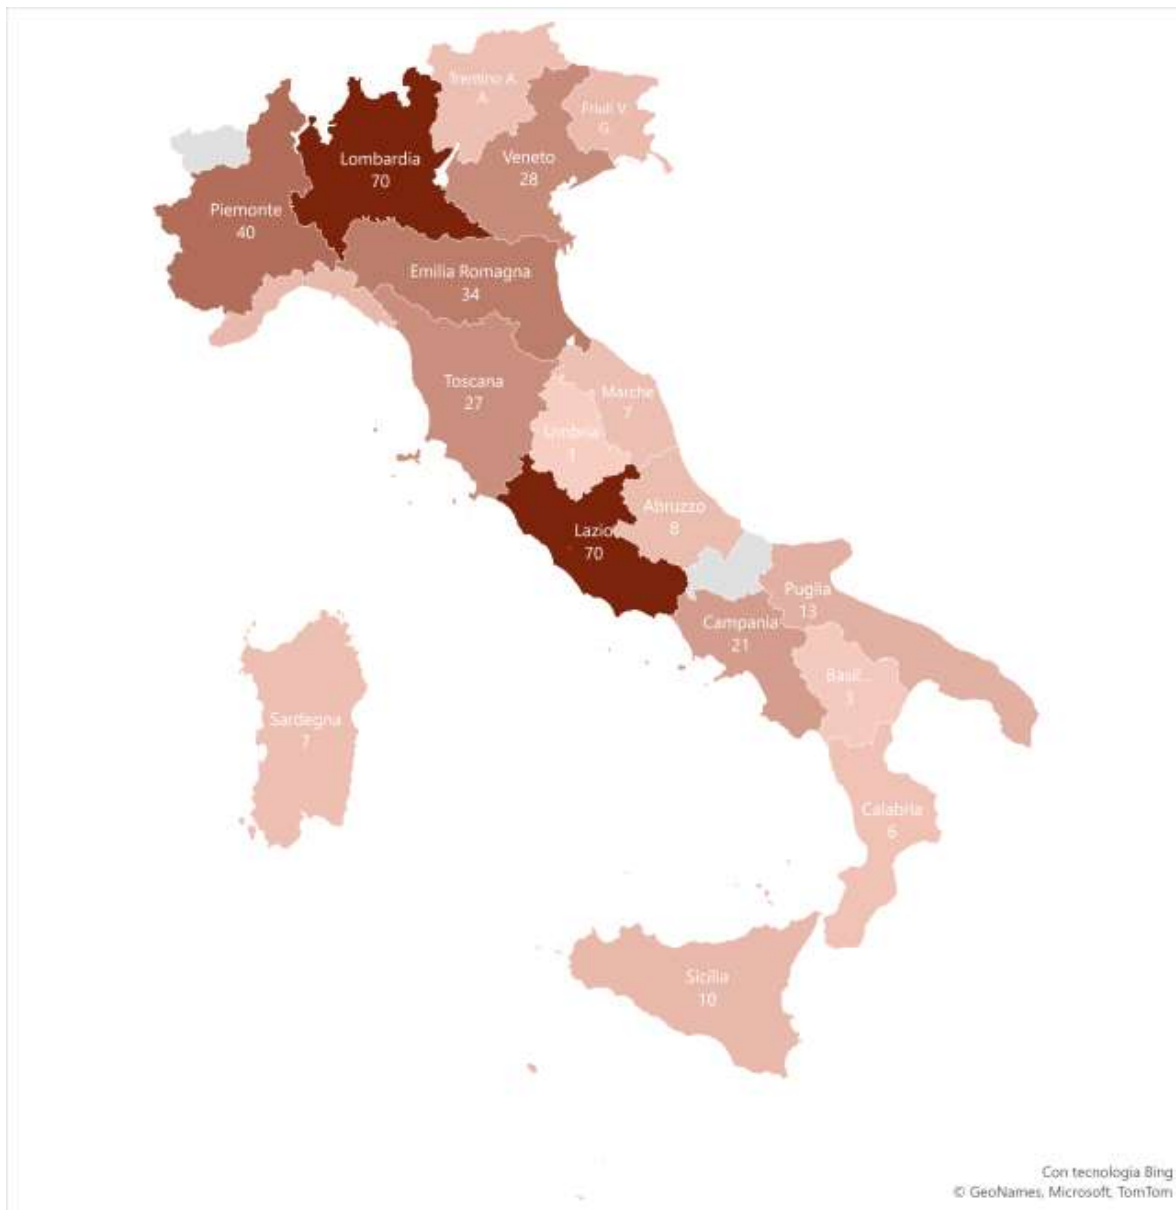 Trentino A.
A.
Friuli V.
G.
Lombardia
70
Veneto
28
Piemonte
40
Emilia Romagna
34
Toscana
27
Marche
7
Umbria
1
Abruzzo
8
Lazio
70
Puglia
13
Campania
21
Basil...
3
Sardegna
7
Calabria
6
Sicilia
10
Con tecnologia Bing
© GeoNames, Microsoft, TomTom